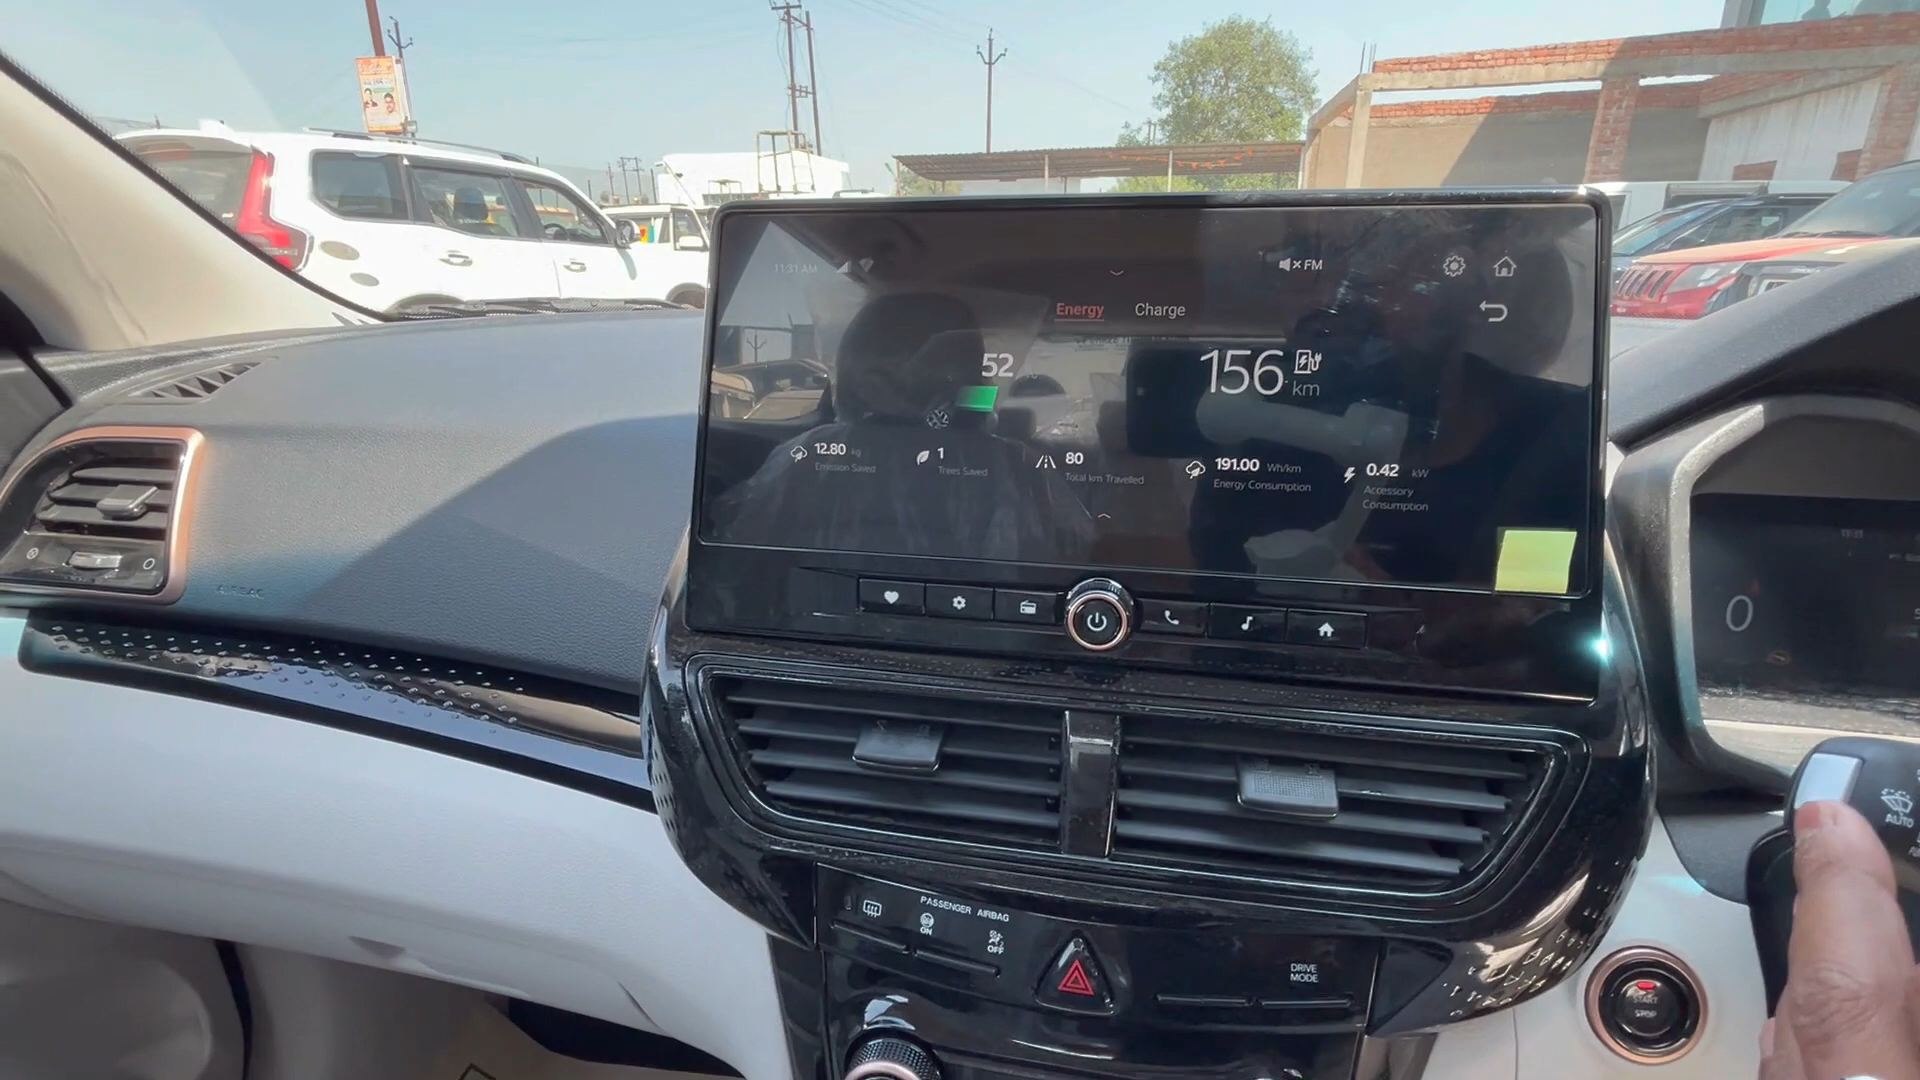 11:31 AM
FM
Energy Charge
52
156 km
12.80 kg
Emission Saved
1
Trees Saved
80
Total km Travelled
191.00 Wh/km
Energy Consumption
0.42 kW
Accessory
Consumption
AIRBAG
0
AUTO
PASSENGER AIRBAG
ON
OFF
DRIVE
MODE
START
STOP